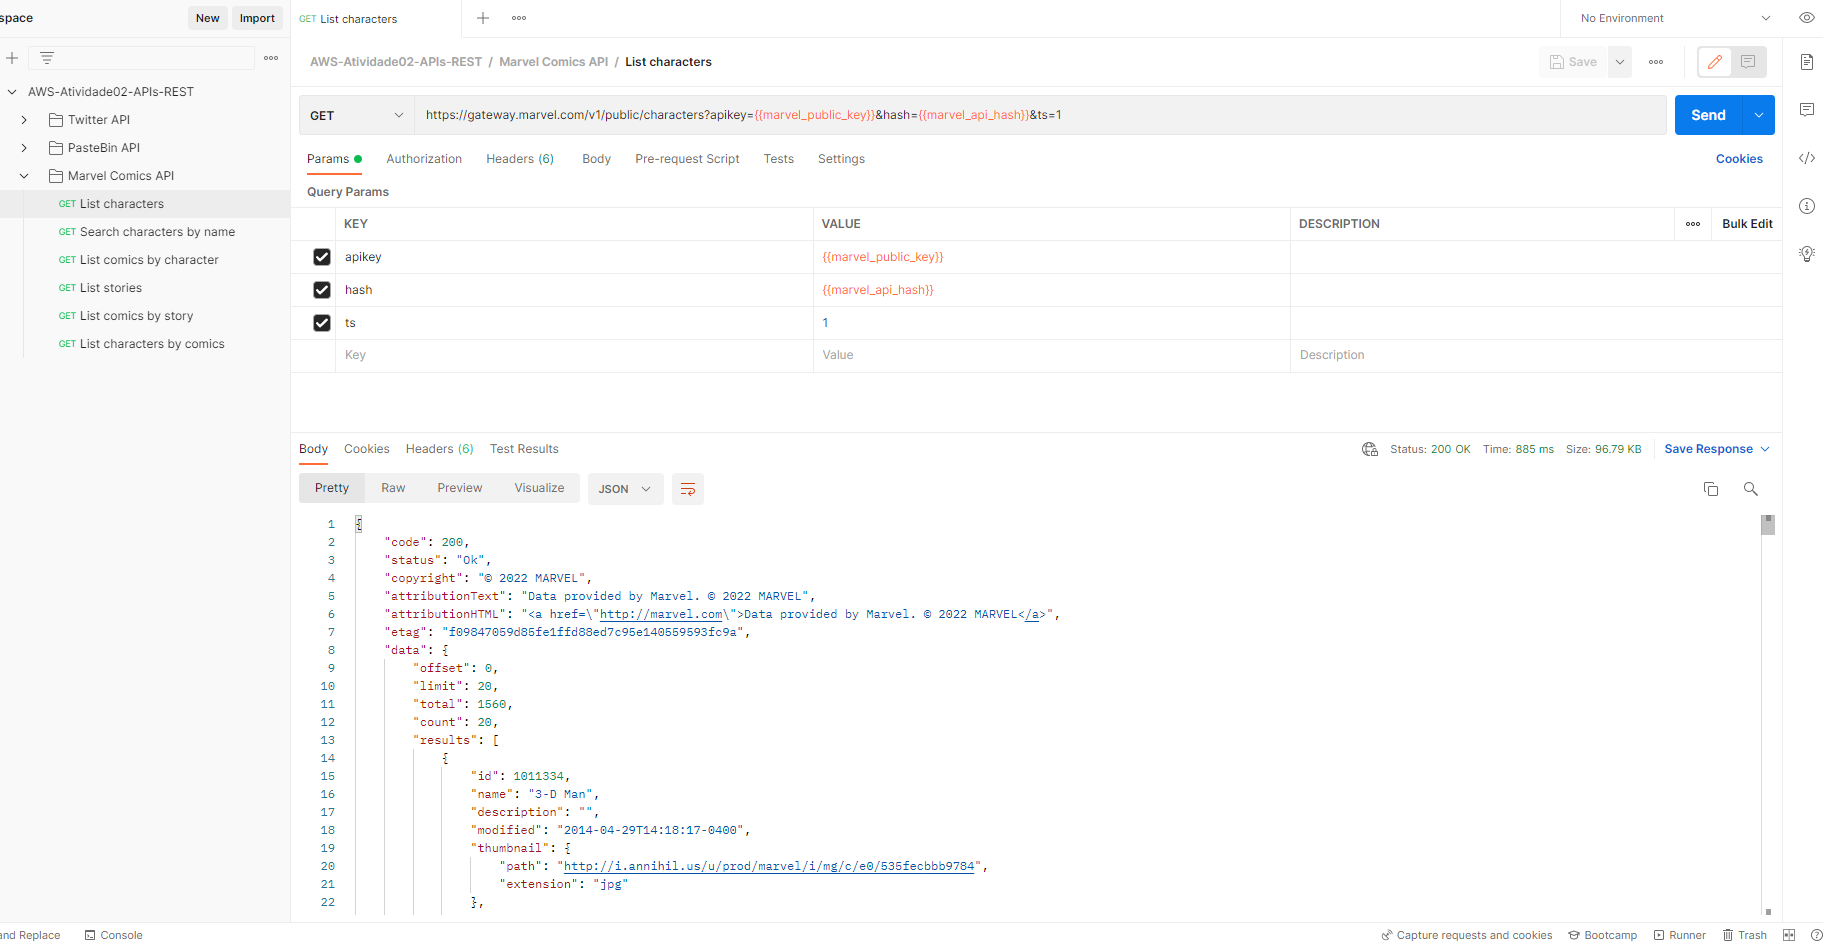 space
New
Import
GET List characters
No Environment
AWS-Atividade02-APIs-REST / Marvel Comics API / List characters
Save
AWS-Atividade02-APIs-REST
Twitter API
PasteBin API
Marvel Comics API
GET List characters
GET Search characters by name
GET List comics by character
GET List stories
GET List comics by story
GET List characters by comics
GET
https://gateway.marvel.com/v1/public/characters?apikey={{marvel_public_key}}&hash={{marvel_api_hash}}&ts=1
Send
Params Authorization Headers (6) Body Pre-request Script Tests Settings Cookies
Query Params
KEY VALUE DESCRIPTION Bulk Edit
apikey {{marvel_public_key}}
hash {{marvel_api_hash}}
ts 1
Key Value Description
Body Cookies Headers (6) Test Results Status: 200 OK Time: 885 ms Size: 96.79 KB Save Response
Pretty Raw Preview Visualize JSON
1 {
2 "code": 200,
3 "status": "Ok",
4 "copyright": "© 2022 MARVEL",
5 "attributionText": "Data provided by Marvel. © 2022 MARVEL",
6 "attributionHTML": "<a href=\"http://marvel.com\">Data provided by Marvel. © 2022 MARVEL</a>",
7 "etag": "f09847059d85fe1ffd88ed7c95e140559593fc9a",
8 "data": {
9 "offset": 0,
10 "limit": 20,
11 "total": 1560,
12 "count": 20,
13 "results": [
14 {
15 "id": 1011334,
16 "name": "3-D Man",
17 "description": "",
18 "modified": "2014-04-29T14:18:17-0400",
19 "thumbnail": {
20 "path": "http://i.annihil.us/u/prod/marvel/i/mg/c/e0/535fecbbb9784",
21 "extension": "jpg"
22 },
and Replace Console Capture requests and cookies Bootcamp Runner Trash